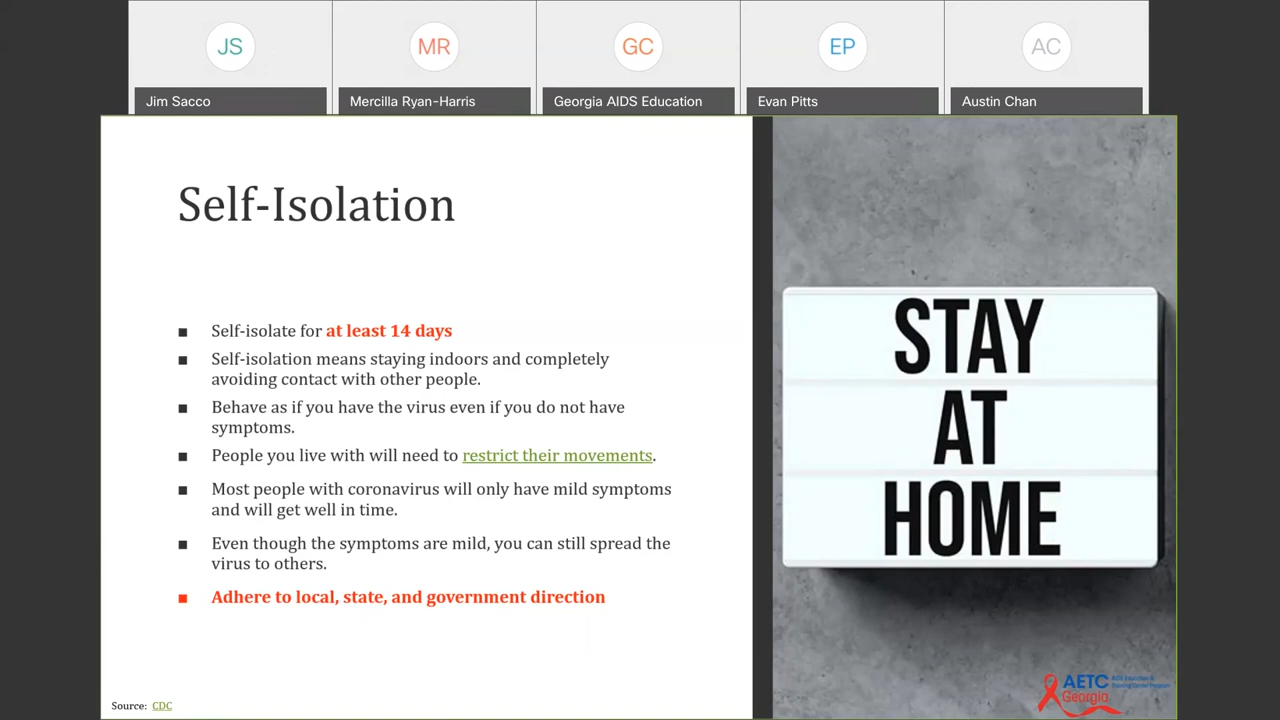 JS
MR
GC
EP
AC
Jim Sacco
Mercilla Ryan-Harris
Georgia AIDS Education
Evan Pitts
Austin Chan
Self-Isolation
■ Self-isolate for at least 14 days
■ Self-isolation means staying indoors and completely
avoiding contact with other people.
■ Behave as if you have the virus even if you do not have
symptoms.
■ People you live with will need to restrict their movements.
■ Most people with coronavirus will only have mild symptoms
and will get well in time.
■ Even though the symptoms are mild, you can still spread the
virus to others.
■ Adhere to local, state, and government direction
Source: CDC
STAY
AT
HOME
AETC
AIDS Education &
Training Center Program
Georgia